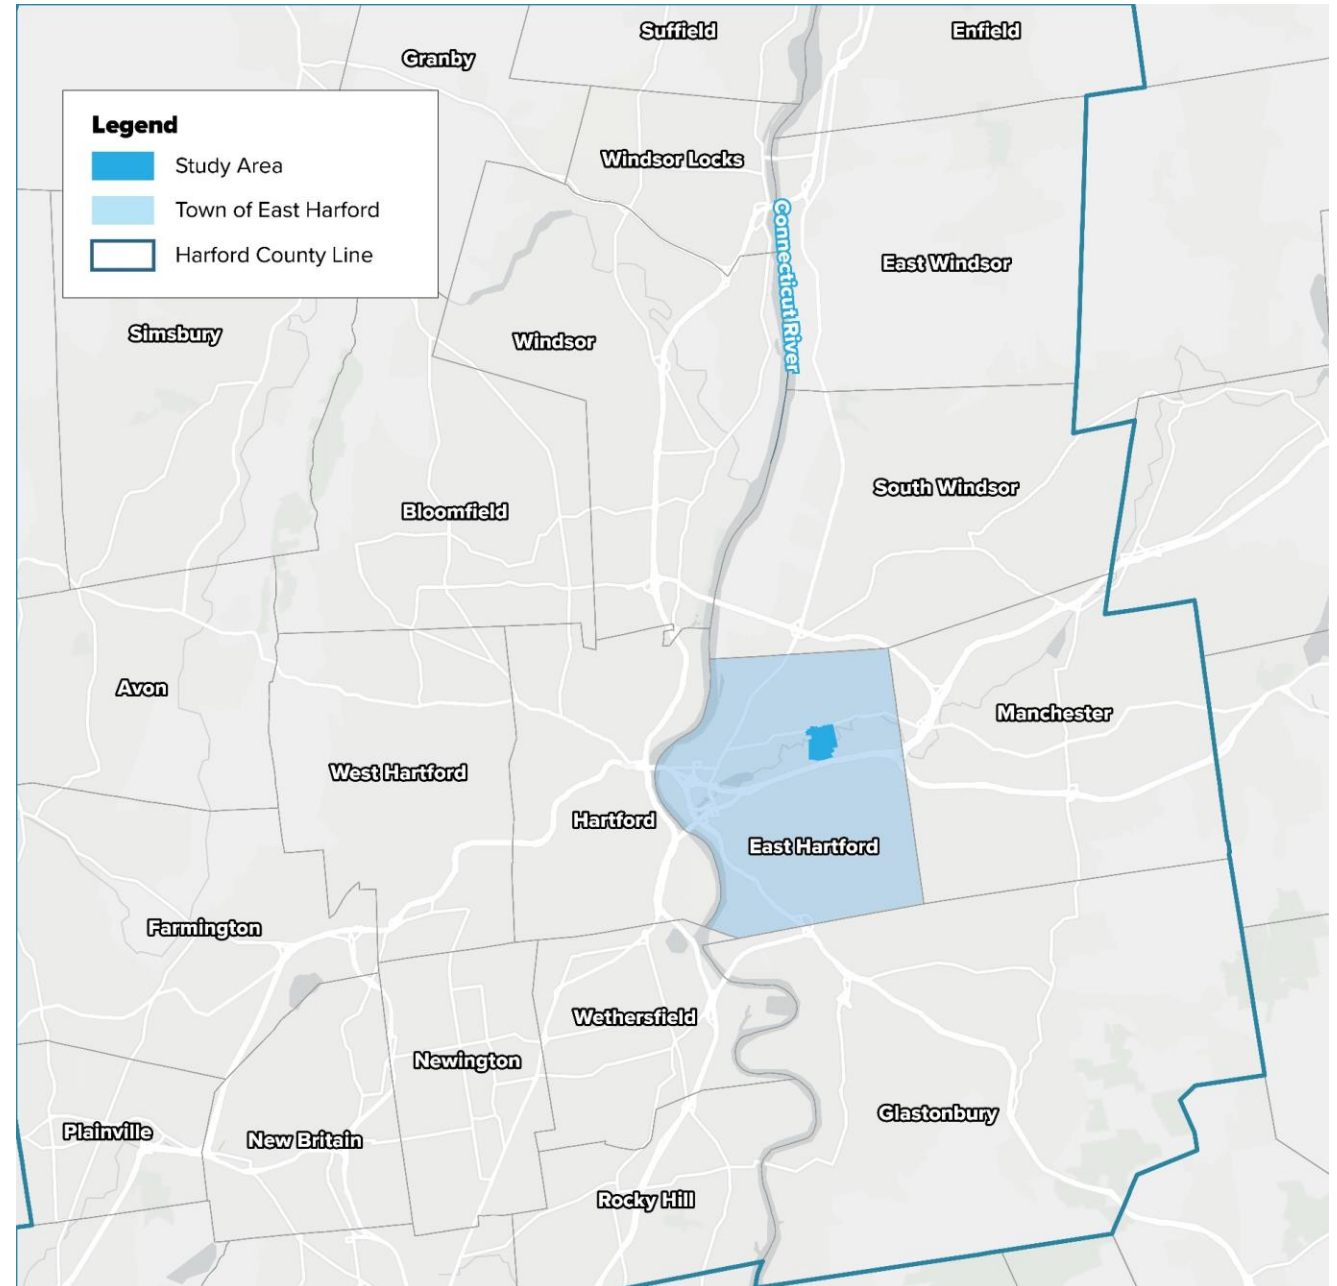 Suffield
Enfield
Granby
Legend
Study Area
Town of East Harford
Harford County Line
Windsor Locks
Connecticut River
East Windsor
Simsbury
Windsor
South Windsor
Bloomfield
Avon
Manchester
West Hartford
Hartford
East Hartford
Farmington
Wethersfield
Newington
Glastonbury
Plainville
New Britain
Rocky Hill